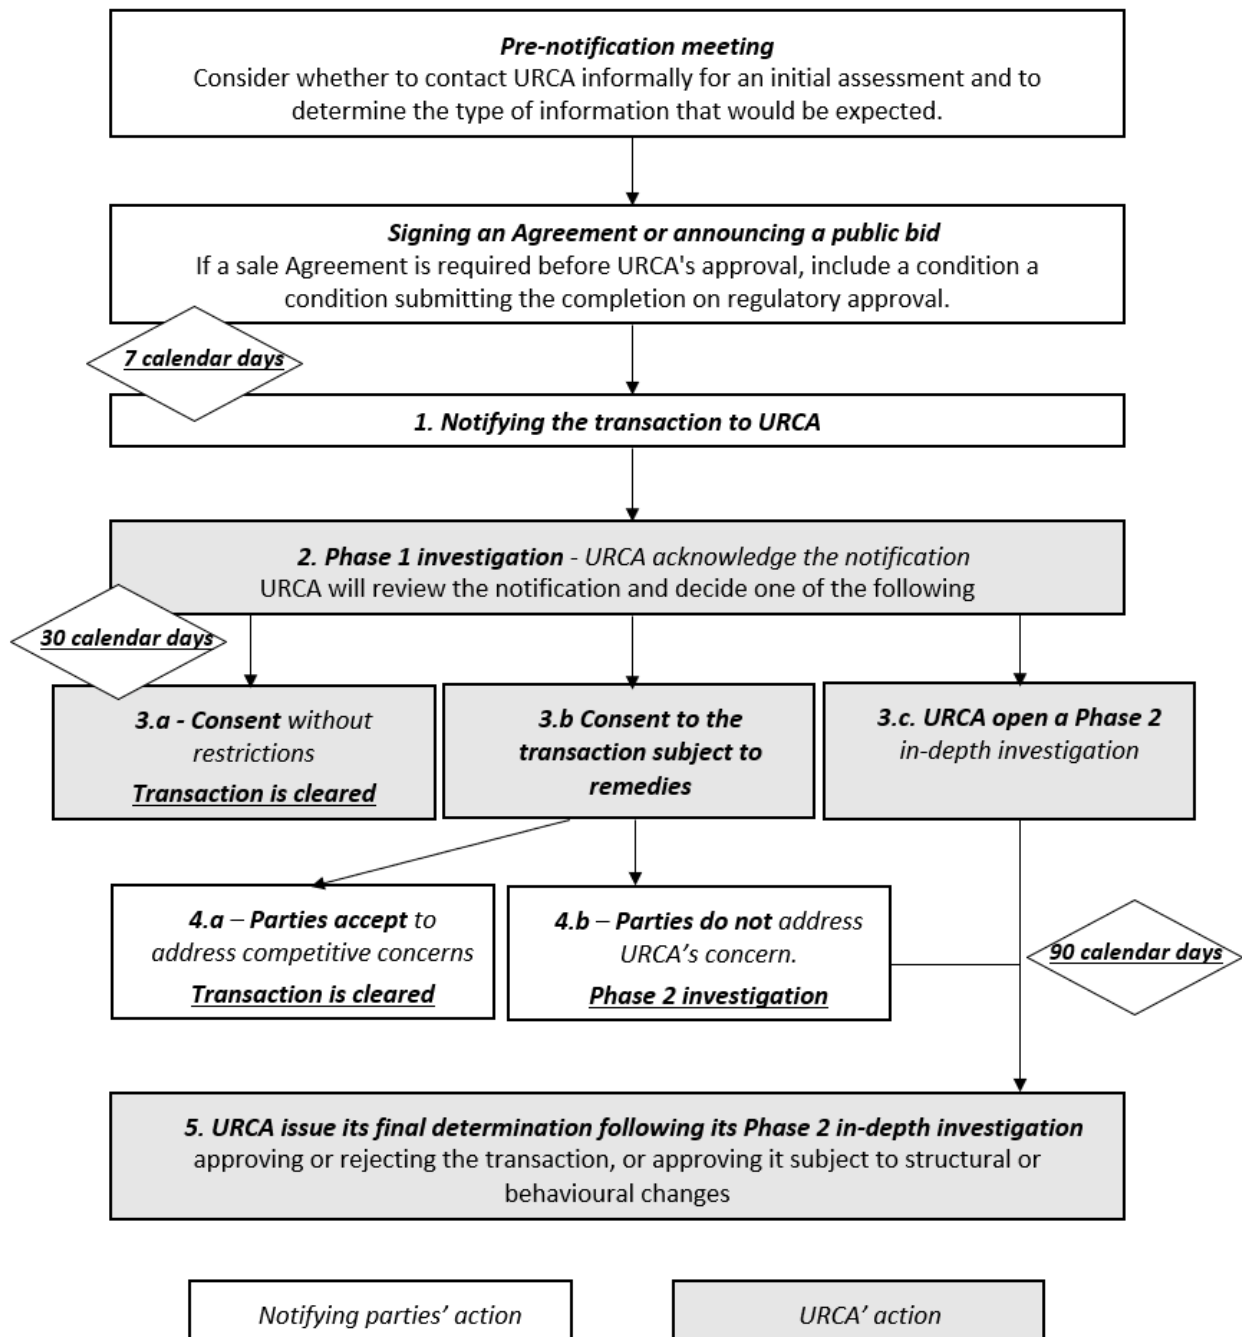 Pre-notification meeting
Consider whether to contact URCA informally for an initial assessment and to
determine the type of information that would be expected.
Signing an Agreement or announcing a public bid
If a sale Agreement is required before URCA's approval, include a condition a
condition submitting the completion on regulatory approval.
7 calendar days
1. Notifying the transaction to URCA
2. Phase 1 investigation - URCA acknowledge the notification
URCA will review the notification and decide one of the following
30 calendar days
3.a - Consent without
restrictions
Transaction is cleared
3.b Consent to the
transaction subject to
remedies
3.c. URCA open a Phase 2
in-depth investigation
4.a – Parties accept to
address competitive concerns
Transaction is cleared
4.b – Parties do not address
URCA’s concern.
Phase 2 investigation
90 calendar days
5. URCA issue its final determination following its Phase 2 in-depth investigation
approving or rejecting the transaction, or approving it subject to structural or
behavioural changes
Notifying parties’ action
URCA’ action